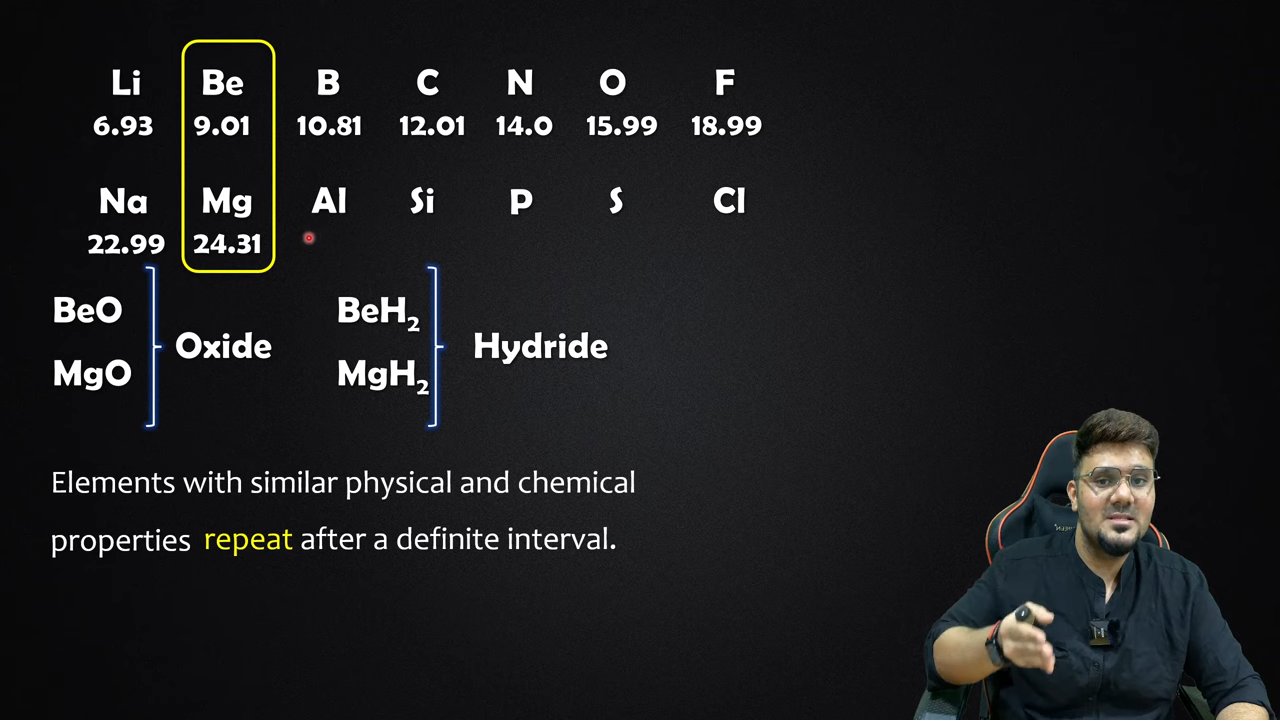 Li Be B C N O F
6.93 9.01 10.81 12.01 14.0 15.99 18.99
Na Mg Al Si P S Cl
22.99 24.31
BeO BeH₂
Oxide Hydride
MgO MgH₂
Elements with similar physical and chemical
properties repeat after a definite interval.